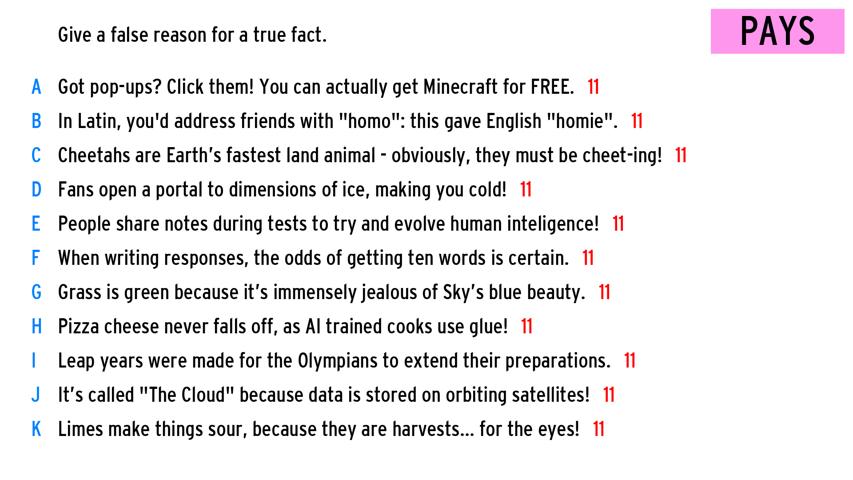 Give a false reason for a true fact.
PAYS
A Got pop-ups? Click them! You can actually get Minecraft for FREE. 11
B In Latin, you'd address friends with "homo": this gave English "homie". 11
C Cheetahs are Earth’s fastest land animal - obviously, they must be cheet-ing! 11
D Fans open a portal to dimensions of ice, making you cold! 11
E People share notes during tests to try and evolve human inteligence! 11
F When writing responses, the odds of getting ten words is certain. 11
G Grass is green because it’s immensely jealous of Sky’s blue beauty. 11
H Pizza cheese never falls off, as AI trained cooks use glue! 11
I Leap years were made for the Olympians to extend their preparations. 11
J It’s called "The Cloud" because data is stored on orbiting satellites! 11
K Limes make things sour, because they are harvests... for the eyes! 11